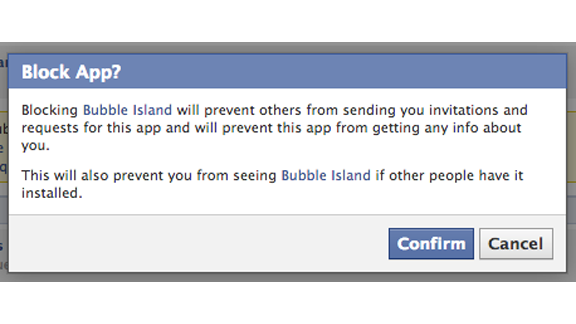 Block App?
Blocking Bubble Island will prevent others from sending you invitations and
requests for this app and will prevent this app from getting any info about
you.
This will also prevent you from seeing Bubble Island if other people have it
installed.
Confirm Cancel